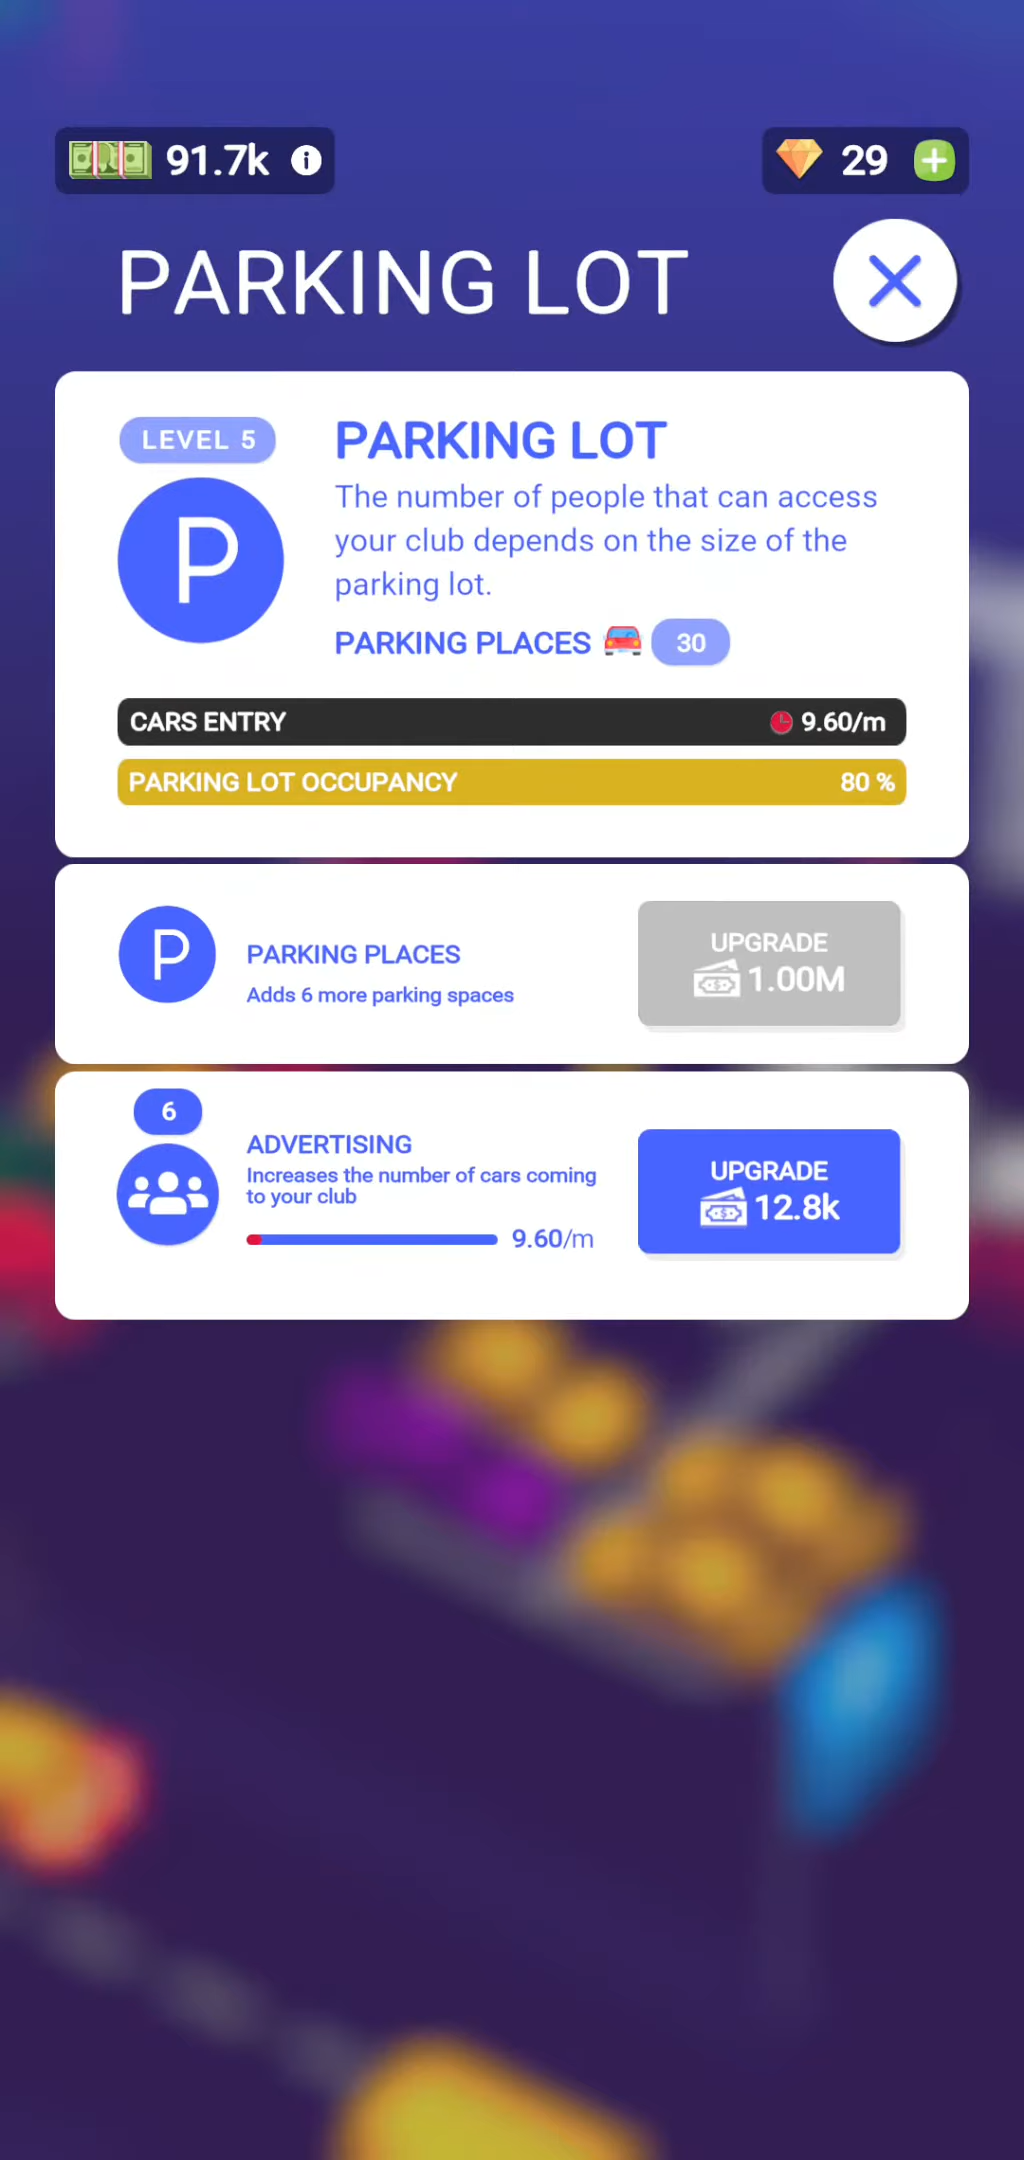 91.7k
29
PARKING LOT
LEVEL 5
P
PARKING LOT
The number of people that can access
your club depends on the size of the
parking lot.
PARKING PLACES 30
CARS ENTRY 9.60/m
PARKING LOT OCCUPANCY 80 %
P
PARKING PLACES
Adds 6 more parking spaces
UPGRADE
1.00M
6
ADVERTISING
Increases the number of cars coming
to your club
9.60/m
UPGRADE
12.8k